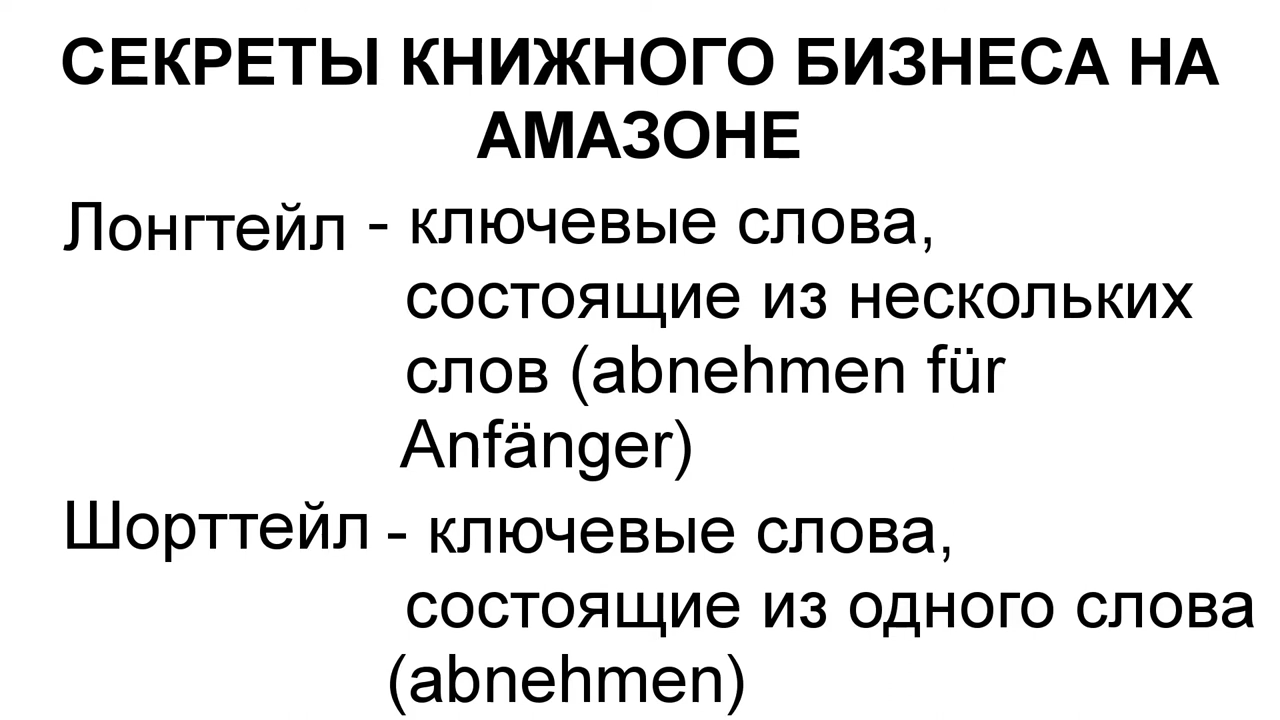 СЕКРЕТЫ КНИЖНОГО БИЗНЕСА НА
АМАЗОНЕ
Лонгтейл - ключевые слова,
состоящие из нескольких
слов (abnehmen für
Anfänger)
Шорттейл - ключевые слова,
состоящие из одного слова
(abnehmen)